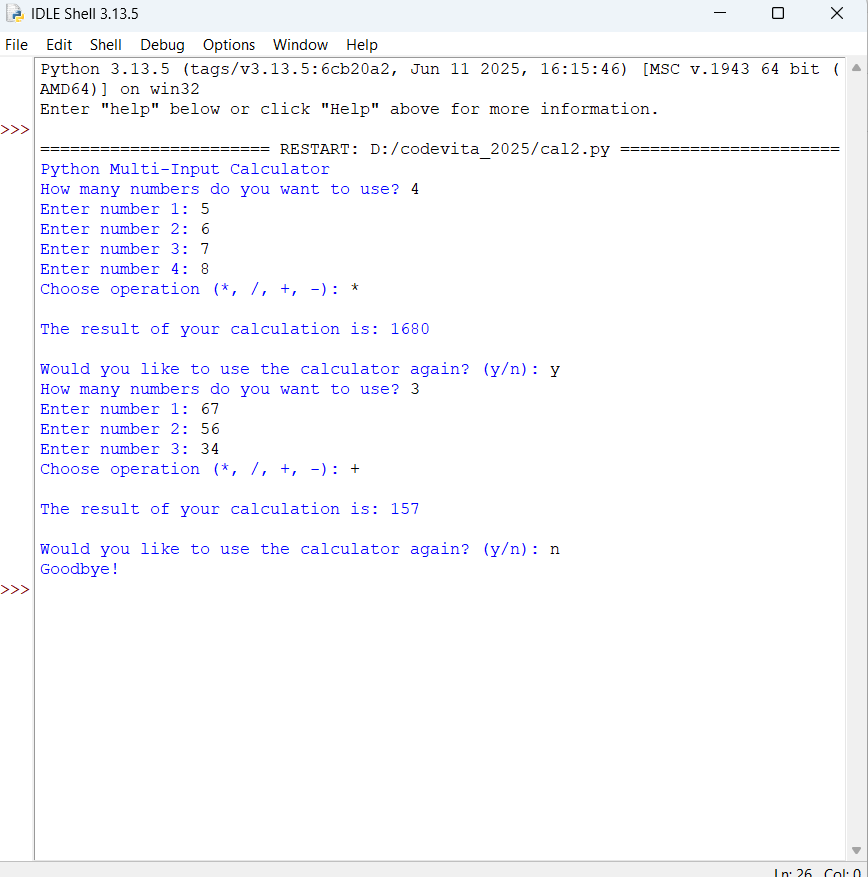 IDLE Shell 3.13.5
File Edit Shell Debug Options Window Help
Python 3.13.5 (tags/v3.13.5:6cb20a2, Jun 11 2025, 16:15:46) [MSC v.1943 64 bit (
AMD64)] on win32
Enter "help" below or click "Help" above for more information.
>>>
======================= RESTART: D:/codevita_2025/cal2.py ======================
Python Multi-Input Calculator
How many numbers do you want to use? 4
Enter number 1: 5
Enter number 2: 6
Enter number 3: 7
Enter number 4: 8
Choose operation (*, /, +, -): *
The result of your calculation is: 1680
Would you like to use the calculator again? (y/n): y
How many numbers do you want to use? 3
Enter number 1: 67
Enter number 2: 56
Enter number 3: 34
Choose operation (*, /, +, -): +
The result of your calculation is: 157
Would you like to use the calculator again? (y/n): n
Goodbye!
>>>
Ln: 26 Col: 0